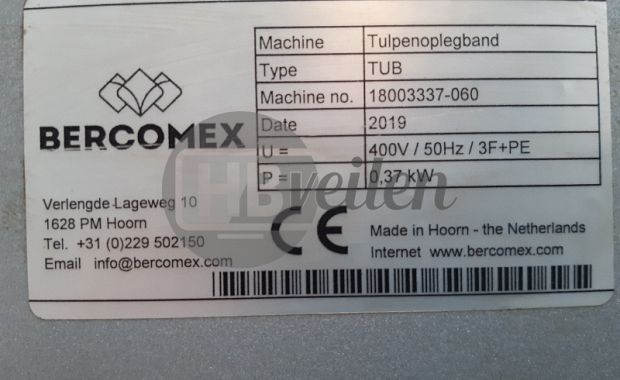 BERCOMEX
Machine Tulpenoplegband
Type TUB
Machine no. 18003337-060
Date 2019
U = 400V / 50Hz / 3F+PE
P = 0,37 kW
HBveilen
Verlengde Lageweg 10
1628 PM Hoorn
Tel. +31 (0)229 502150
Email info@bercomex.com
CE
Made in Hoorn - the Netherlands
Internet www.bercomex.com